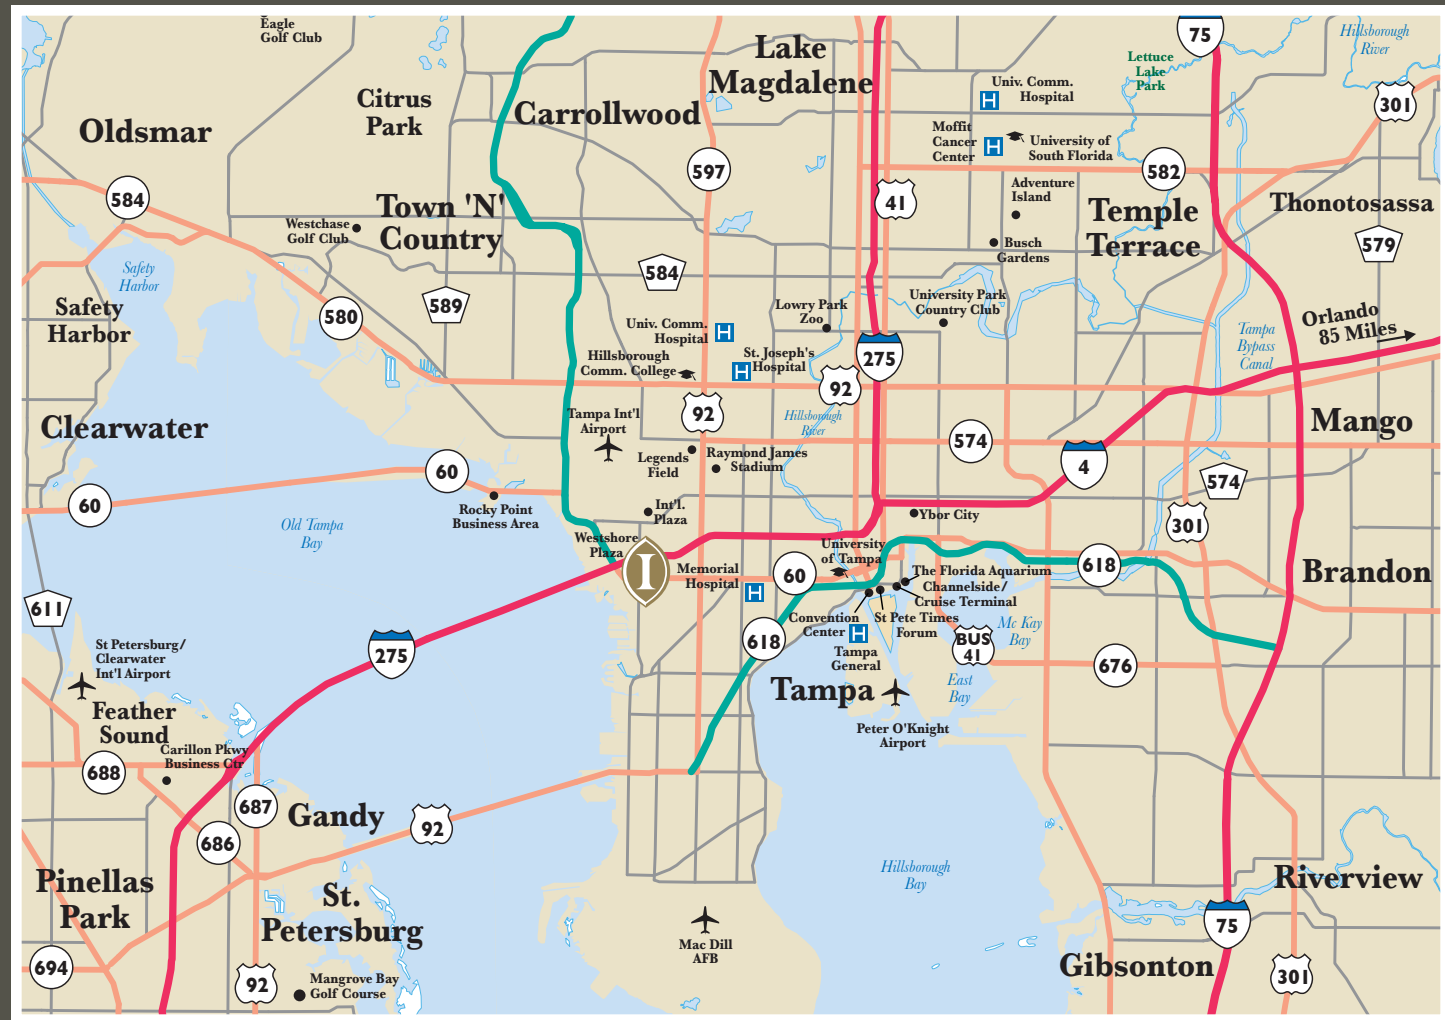 Eagle
Golf Club
75
Hillsborough
River
Lake
Magdalene
Lettuce
Lake
Park
Univ. Comm.
Hospital
H
301
Citrus
Park
Carrollwood
Oldsmar
Moffit
Cancer
Center
H
University of
South Florida
597
582
584
Adventure
Island
41
Town 'N'
Country
Westchase
Golf Club
Temple
Terrace
Thonotosassa
579
Busch
Gardens
Safety
Harbor
584
589
Safety
Harbor
580
University Park
Country Club
Lowry Park
Zoo
Orlando
85 Miles
Tampa
Bypass
Canal
Univ. Comm.
Hospital
H
St. Joseph's
Hospital
H
Hillsborough
Comm. College
275
92
92
Clearwater
Tampa Int'l
Airport
Hillsborough
River
Mango
574
Legends
Field
Raymond James
Stadium
4
60
574
60
Rocky Point
Business Area
Int'l.
Plaza
Ybor City
301
Old Tampa
Bay
Westshore
Plaza
I
University
of Tampa
Memorial
Hospital
H
60
618
The Florida Aquarium
Channelside/
Cruise Terminal
Brandon
611
Convention
Center
H
St Pete Times
Forum
Mc Kay
Bay
618
BUS
41
Tampa
General
St Petersburg/
Clearwater
Int'l Airport
275
676
Tampa
East
Bay
Feather
Sound
Peter O'Knight
Airport
Carillon Pkwy
Business Ctr
688
687
Gandy
92
686
Hillsborough
Bay
Pinellas
Park
St.
Petersburg
Riverview
75
Mac Dill
AFB
694
92
Mangrove Bay
Golf Course
Gibsonton
301